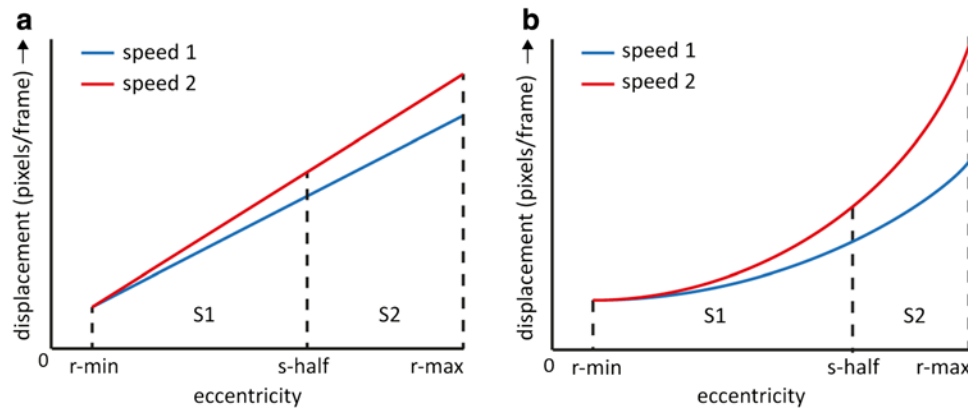 a
displacement (pixels/frame) →
speed 1
speed 2
S1
S2
0
r-min
s-half
r-max
eccentricity
b
displacement (pixels/frame) →
speed 1
speed 2
S1
S2
0
r-min
s-half
r-max
eccentricity